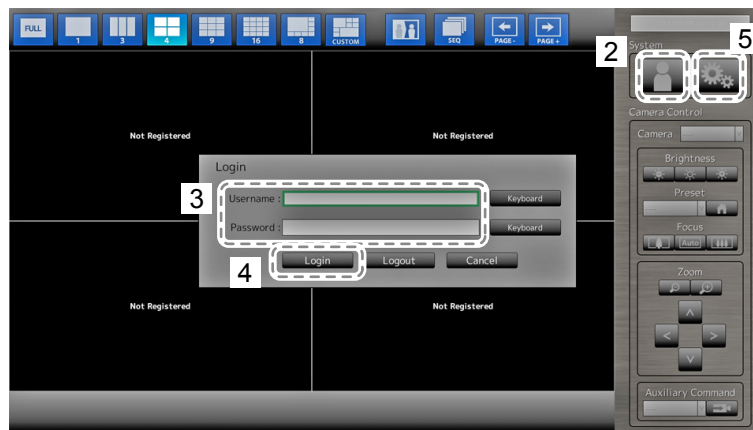 FULL
1
3
4
9
16
8
CUSTOM
SEQ
PAGE-
PAGE+
System
2
5
Not Registered
Not Registered
Camera Control
Camera
---
Brightness
Login
3
Username :
Keyboard
Preset
---
Password :
Keyboard
Focus
Auto
4
Login
Logout
Cancel
Zoom
Not Registered
Not Registered
Auxiliary Command
---